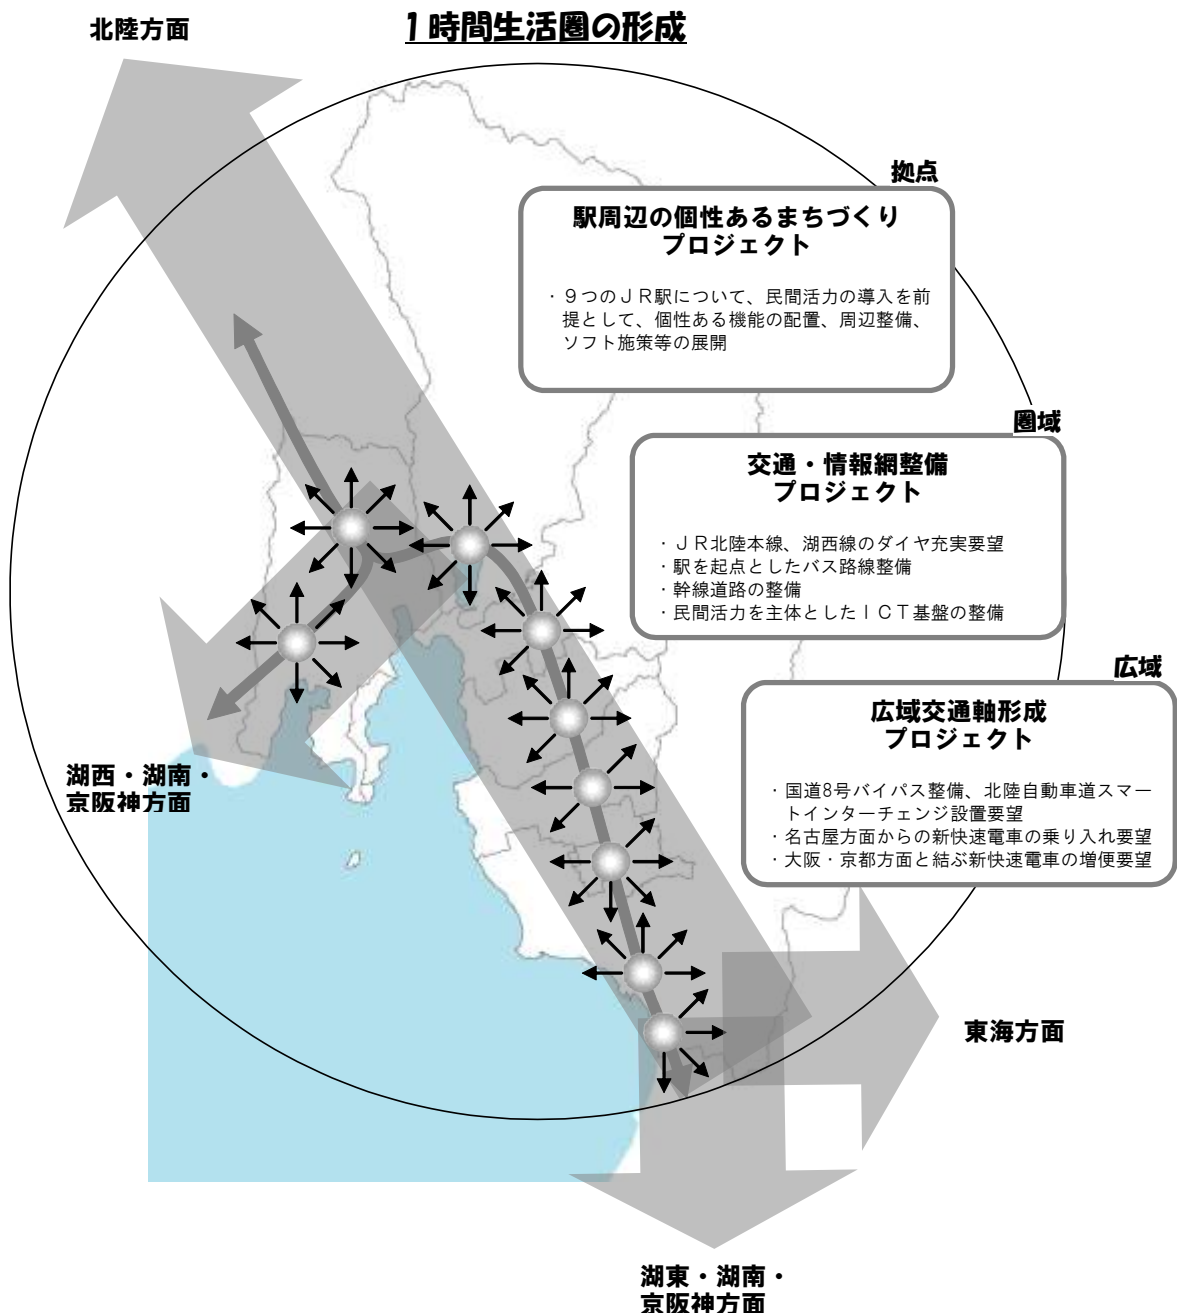 1時間生活圏の形成
北陸方面
拠点
駅周辺の個性あるまちづくり
プロジェクト
・９つのＪＲ駅について、民間活力の導入を前
提として、個性ある機能の配置、周辺整備、
ソフト施策等の展開
圏域
交通・情報網整備
プロジェクト
・ＪＲ北陸本線、湖西線のダイヤ充実要望
・駅を起点としたバス路線整備
・幹線道路の整備
・民間活力を主体としたＩＣＴ基盤の整備
広域
広域交通軸形成
プロジェクト
・国道8号バイパス整備、北陸自動車道スマー
トインターチェンジ設置要望
・名古屋方面からの新快速電車の乗り入れ要望
・大阪・京都方面と結ぶ新快速電車の増便要望
湖西・湖南・
京阪神方面
東海方面
湖東・湖南・
京阪神方面